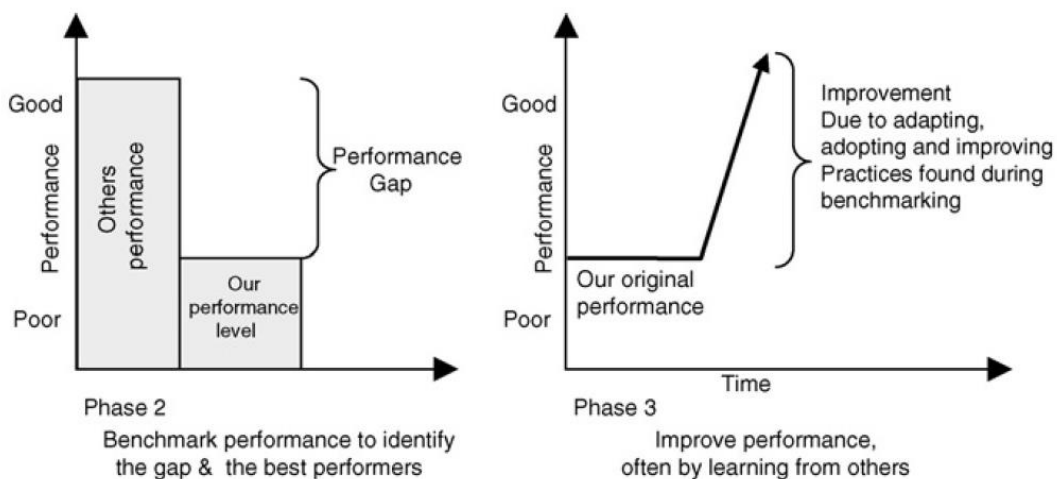 Good
Performance
Poor
Others
performance
Our
performance
level
Performance
Gap
Phase 2
Benchmark performance to identify
the gap & the best performers
Good
Performance
Poor
Our original
performance
Improvement
Due to adapting,
adopting and improving
Practices found during
benchmarking
Time
Phase 3
Improve performance,
often by learning from others